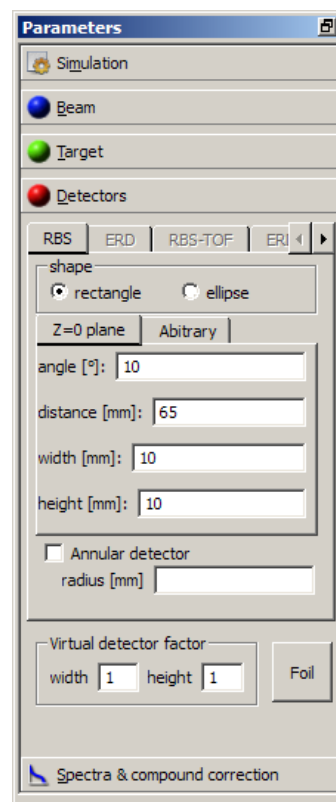 Parameters
Simulation
Beam
Target
Detectors
RBS ERD RBS-TOF
shape
rectangle ellipse
Z=0 plane Abitrary
angle [°]: 10
distance [mm]: 65
width [mm]: 10
height [mm]: 10
Annular detector
radius [mm]
Virtual detector factor
width 1 height 1 Foil
Spectra & compound correction